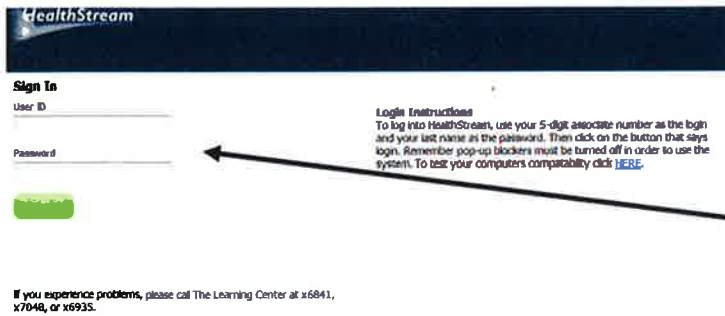 HealthStream
Sign In
User ID
Password
Login Instructions
To log into HealthStream, use your 5-digit associate number as the login
and your last name as the password. Then click on the button that says
login. Remember pop-up blockers must be turned off in order to use the
system. To test your computers compatability click HERE.
If you experience problems, please call The Learning Center at x6841,
x7048, or x6935.